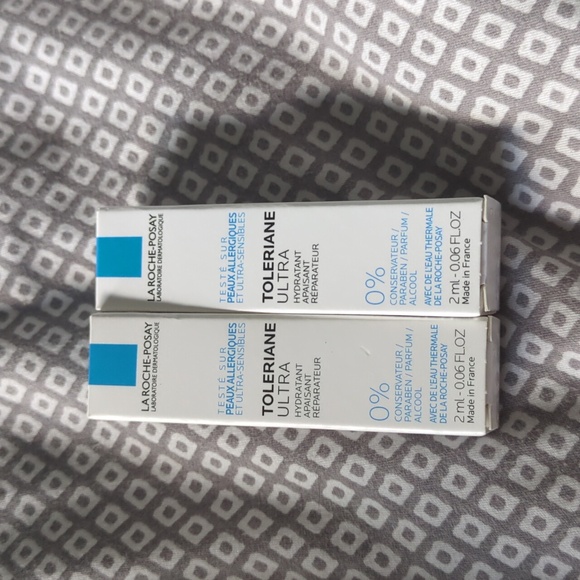 LA ROCHE-POSAY
LABORATOIRE DERMATOLOGIQUE
TESTÉ SUR
PEAUX ALLERGIQUES
ET ULTRA-SENSIBLES
TOLERIANE
ULTRA
HYDRATANT
APAISANT
RÉPARATEUR
0%
CONSERVATEUR /
PARABEN / PARFUM /
ALCOOL
AVEC DE L'EAU THERMALE
DE LA ROCHE-POSAY
2 ml - 0.06 FL.OZ
Made in France
LA ROCHE-POSAY
LABORATOIRE DERMATOLOGIQUE
TESTÉ SUR
PEAUX ALLERGIQUES
ET ULTRA-SENSIBLES
TOLERIANE
ULTRA
HYDRATANT
APAISANT
RÉPARATEUR
0%
CONSERVATEUR /
PARABEN / PARFUM /
ALCOOL
AVEC DE L'EAU THERMALE
DE LA ROCHE-POSAY
2 ml - 0.06 FL.OZ
Made in France